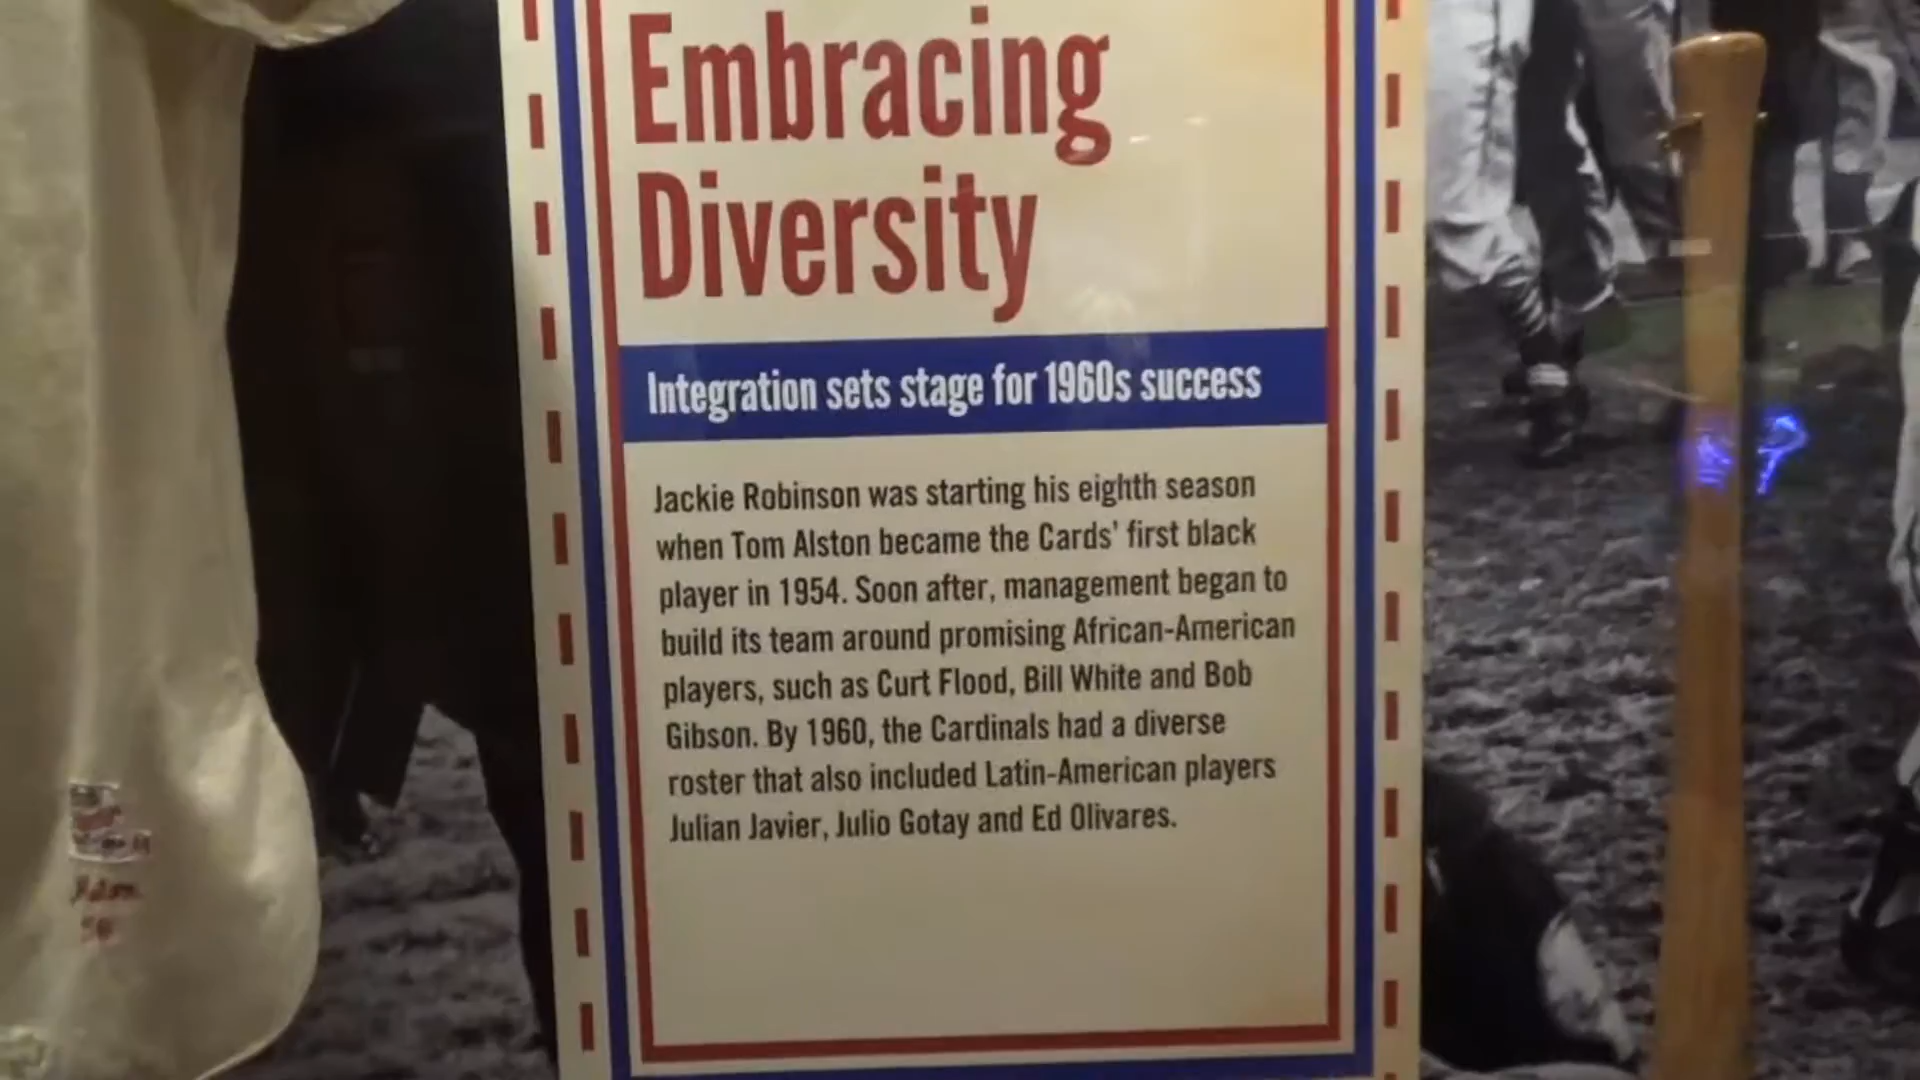 Embracing
Diversity
Integration sets stage for 1960s success
Jackie Robinson was starting his eighth season
when Tom Alston became the Cards' first black
player in 1954. Soon after, management began to
build its team around promising African-American
players, such as Curt Flood, Bill White and Bob
Gibson. By 1960, the Cardinals had a diverse
roster that also included Latin-American players
Julian Javier, Julio Gotay and Ed Olivares.